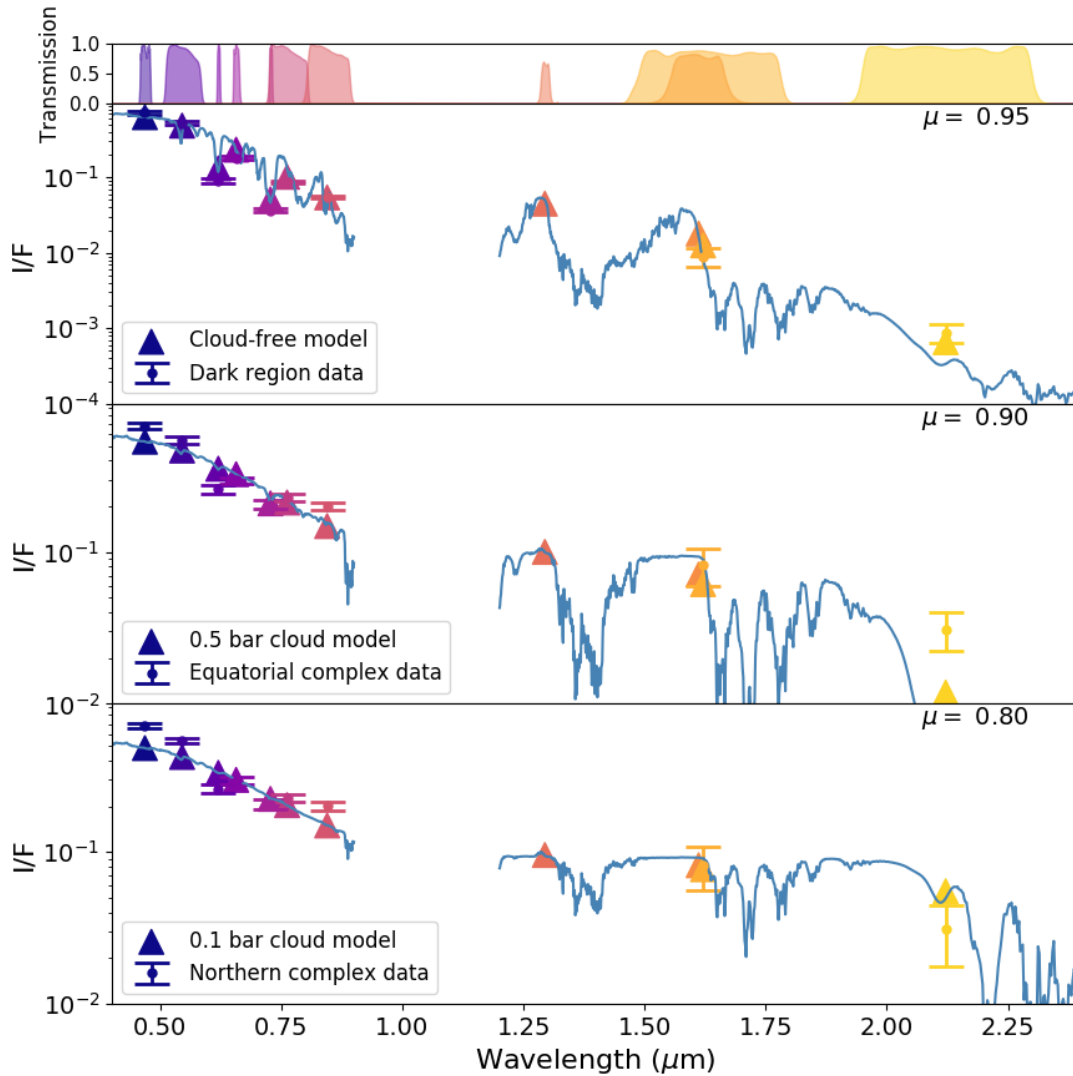 Transmission
1.0
0.5
0.0
μ = 0.95
I/F
10⁻¹
10⁻²
10⁻³
10⁻⁴
Cloud-free model
Dark region data
μ = 0.90
I/F
10⁻¹
10⁻²
0.5 bar cloud model
Equatorial complex data
μ = 0.80
I/F
10⁻¹
10⁻²
0.1 bar cloud model
Northern complex data
0.50 0.75 1.00 1.25 1.50 1.75 2.00 2.25
Wavelength (μm)